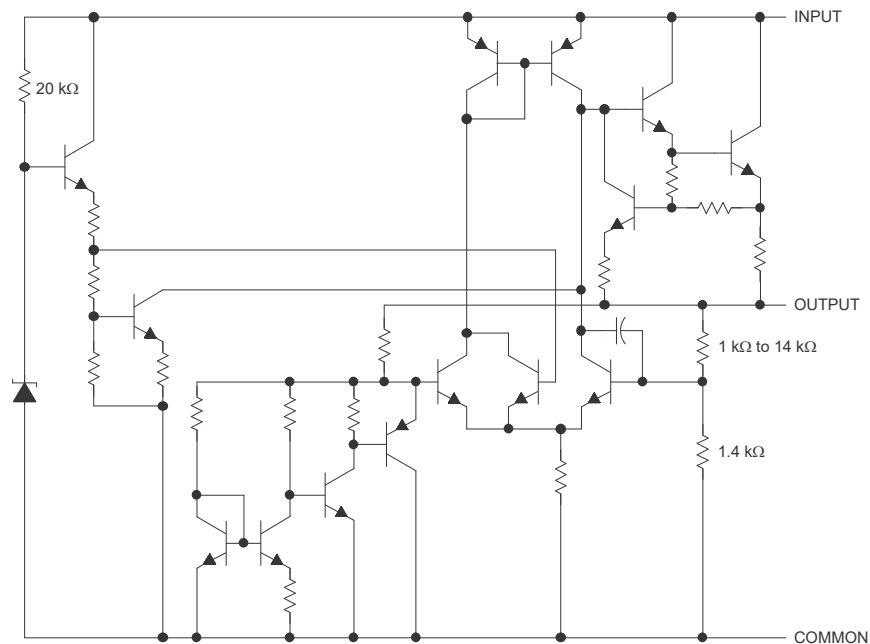 INPUT
20 kΩ
OUTPUT
1 kΩ to 14 kΩ
1.4 kΩ
COMMON